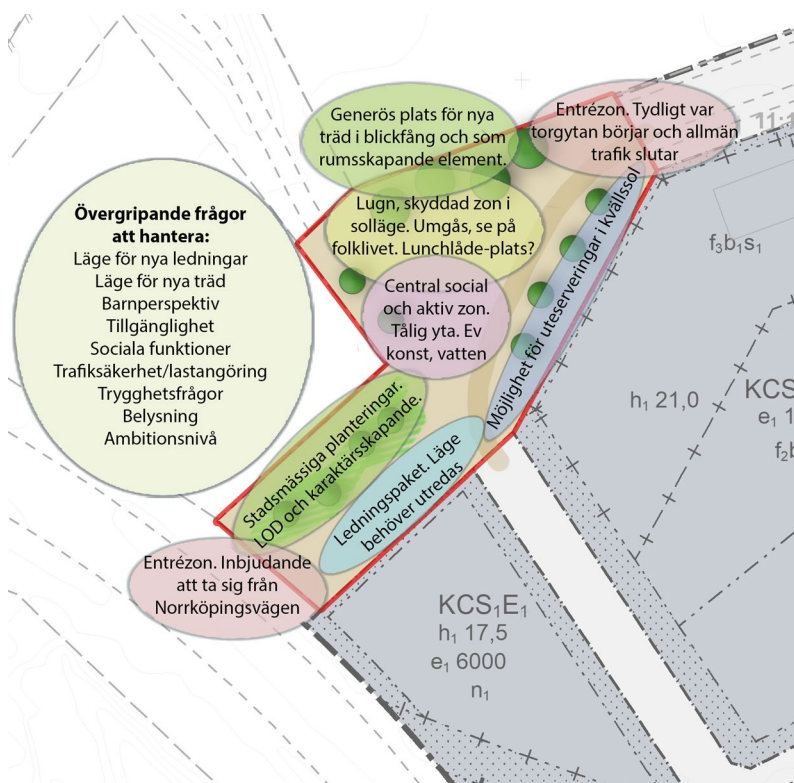 Generös plats för nya
träd i blickfång och som
rumsskapande element.
Entrézon. Tydligt var
torgytan börjar och allmän
trafik slutar
Övergripande frågor
att hantera:
Läge för nya ledningar
Läge för nya träd
Barnperspektiv
Tillgänglighet
Sociala funktioner
Trafiksäkerhet/lastangöring
Trygghetsfrågor
Belysning
Ambitionsnivå
Lugn, skyddad zon i
solläge. Umgås, se på
folklivet. Lunchlåde-plats?
Central social
och aktiv zon.
Tålig yta. Ev
konst, vatten
Möjlighet för uteserveringar i kvällssol
Stadsmässiga planteringar.
LOD och karaktärsskapande.
Ledningspaket. Läge
behöver utredas
Entrézon. Inbjudande
att ta sig från
Norrköpingsvägen
f₃b₁s₁
h₁ 21,0
KCS
e₁ 1
f₂b
KCS₁E₁
h₁ 17,5
e₁ 6000
n₁